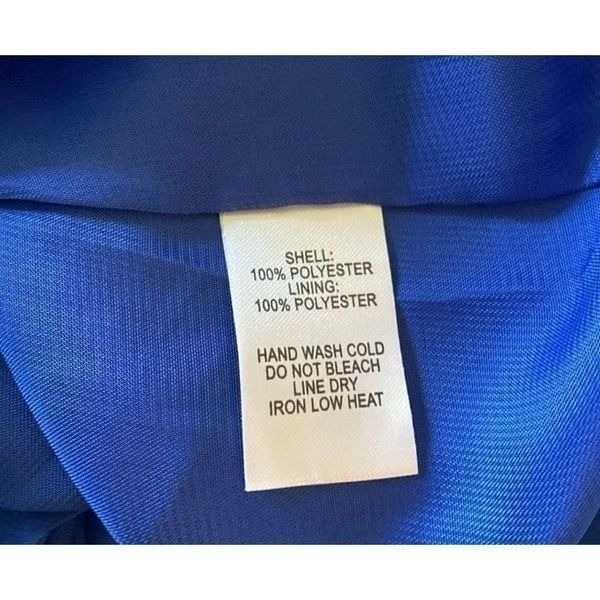 SHELL:
100% POLYESTER
LINING:
100% POLYESTER
HAND WASH COLD
DO NOT BLEACH
LINE DRY
IRON LOW HEAT